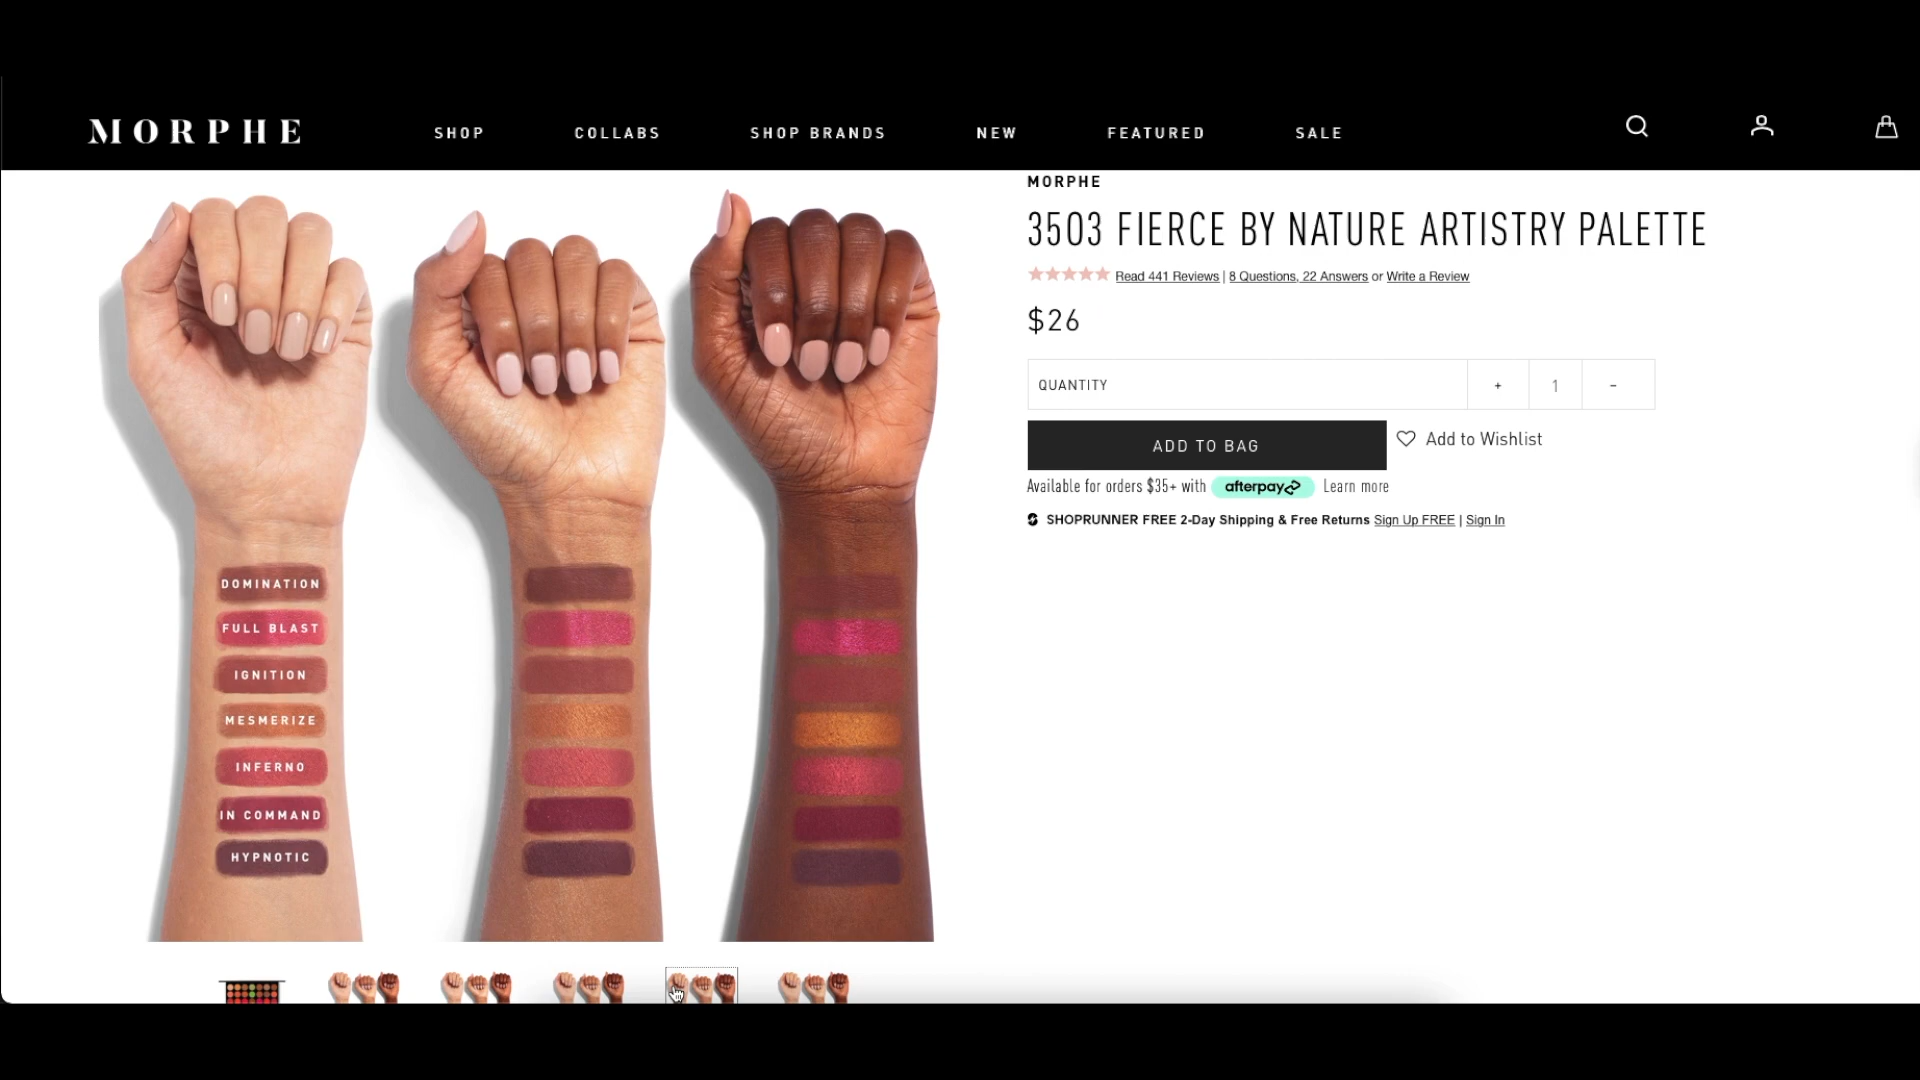 MORPHE
SHOP
COLLABS
SHOP BRANDS
NEW
FEATURED
SALE
MORPHE
3503 FIERCE BY NATURE ARTISTRY PALETTE
Read 441 Reviews | 8 Questions, 22 Answers or Write a Review
$26
QUANTITY + 1 -
ADD TO BAG
Add to Wishlist
Available for orders $35+ with afterpay Learn more
SHOPRUNNER FREE 2-Day Shipping & Free Returns Sign Up FREE | Sign In
DOMINATION
FULL BLAST
IGNITION
MESMERIZE
INFERNO
IN COMMAND
HYPNOTIC